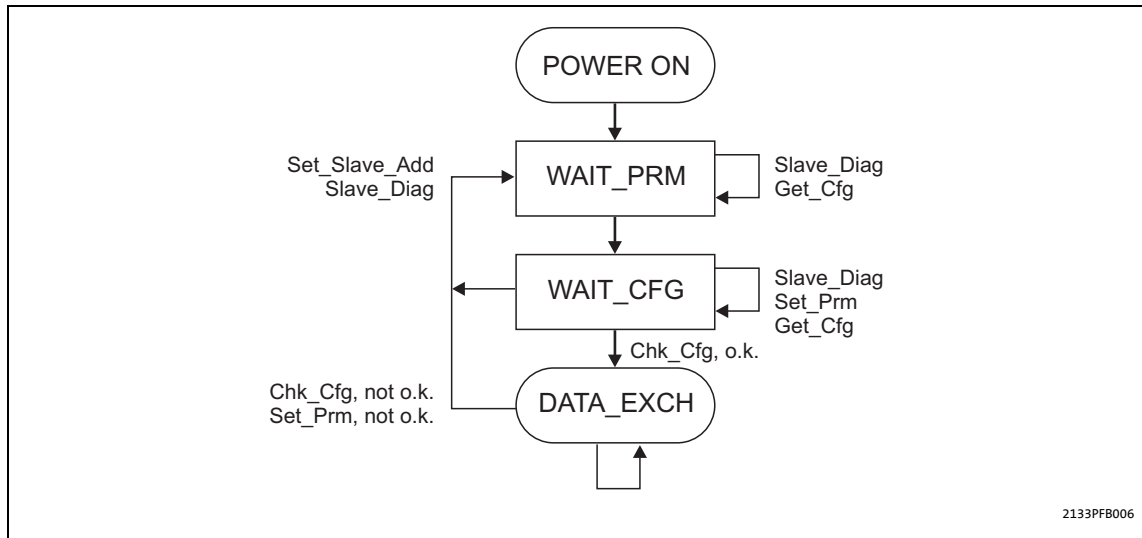 POWER ON
Set_Slave_Add
Slave_Diag
WAIT_PRM
Slave_Diag
Get_Cfg
WAIT_CFG
Slave_Diag
Set_Prm
Get_Cfg
Chk_Cfg, o.k.
Chk_Cfg, not o.k.
Set_Prm, not o.k.
DATA_EXCH
2133PFB006